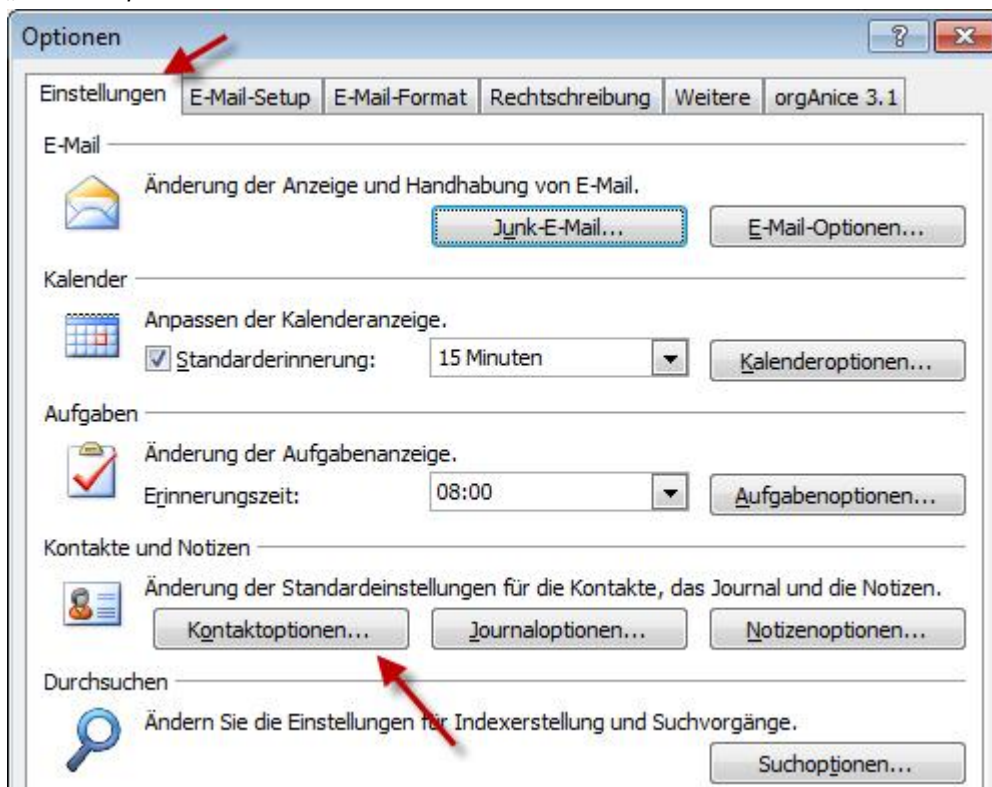 Optionen
Einstellungen E-Mail-Setup E-Mail-Format Rechtschreibung Weitere orgAnice 3.1
E-Mail
Änderung der Anzeige und Handhabung von E-Mail.
Junk-E-Mail... E-Mail-Optionen...
Kalender
Anpassen der Kalenderanzeige.
Standarderinnerung: 15 Minuten Kalenderoptionen...
Aufgaben
Änderung der Aufgabenanzeige.
Erinnerungszeit: 08:00 Aufgabenoptionen...
Kontakte und Notizen
Änderung der Standardeinstellungen für die Kontakte, das Journal und die Notizen.
Kontaktoptionen... Journaloptionen... Notizenoptionen...
Durchsuchen
Ändern Sie die Einstellungen für Indexerstellung und Suchvorgänge.
Suchoptionen...